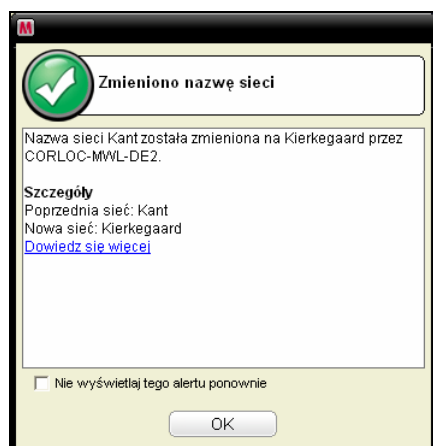 Zmieniono nazwę sieci
Nazwa sieci Kant została zmieniona na Kierkegaard przez
CORLOC-MWL-DE2.
Szczegóły
Poprzednia sieć: Kant
Nowa sieć: Kierkegaard
Dowiedz się więcej
Nie wyświetlaj tego alertu ponownie
OK